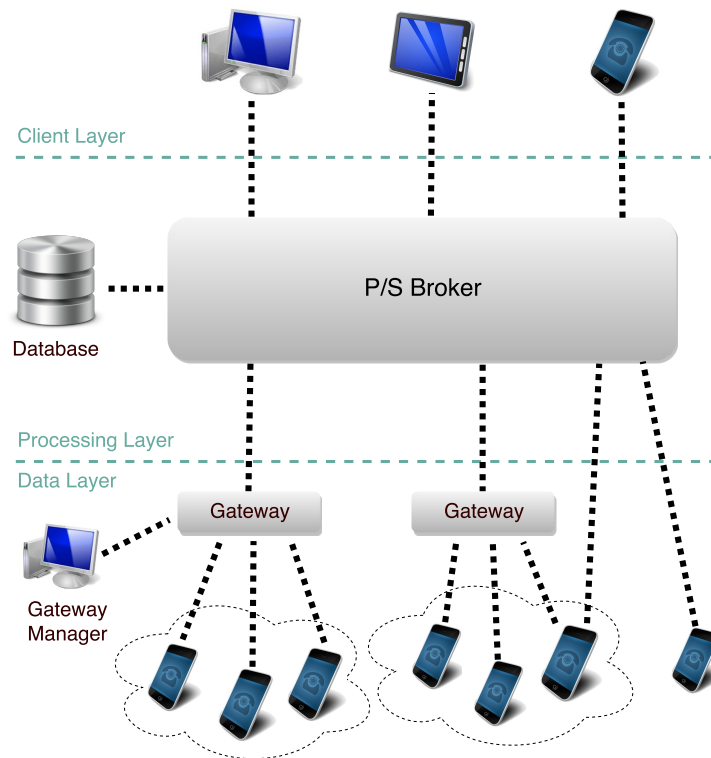 Client Layer
P/S Broker
Database
Processing Layer
Data Layer
Gateway
Gateway
Gateway
Manager